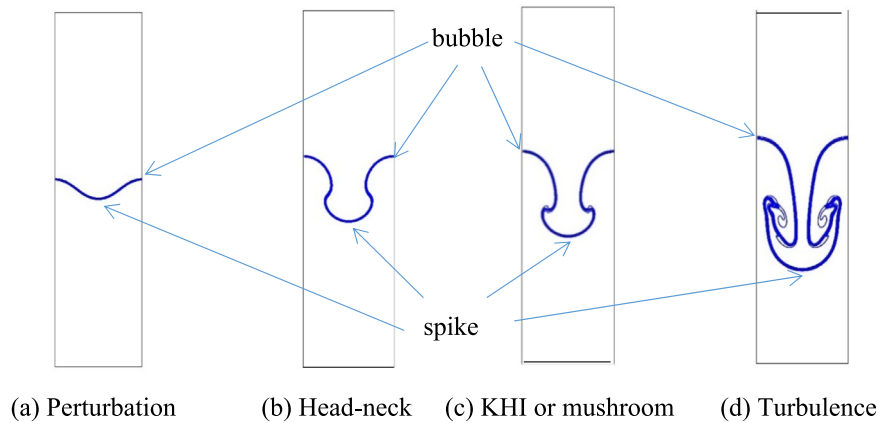 bubble
spike
(a) Perturbation (b) Head-neck (c) KHI or mushroom (d) Turbulence